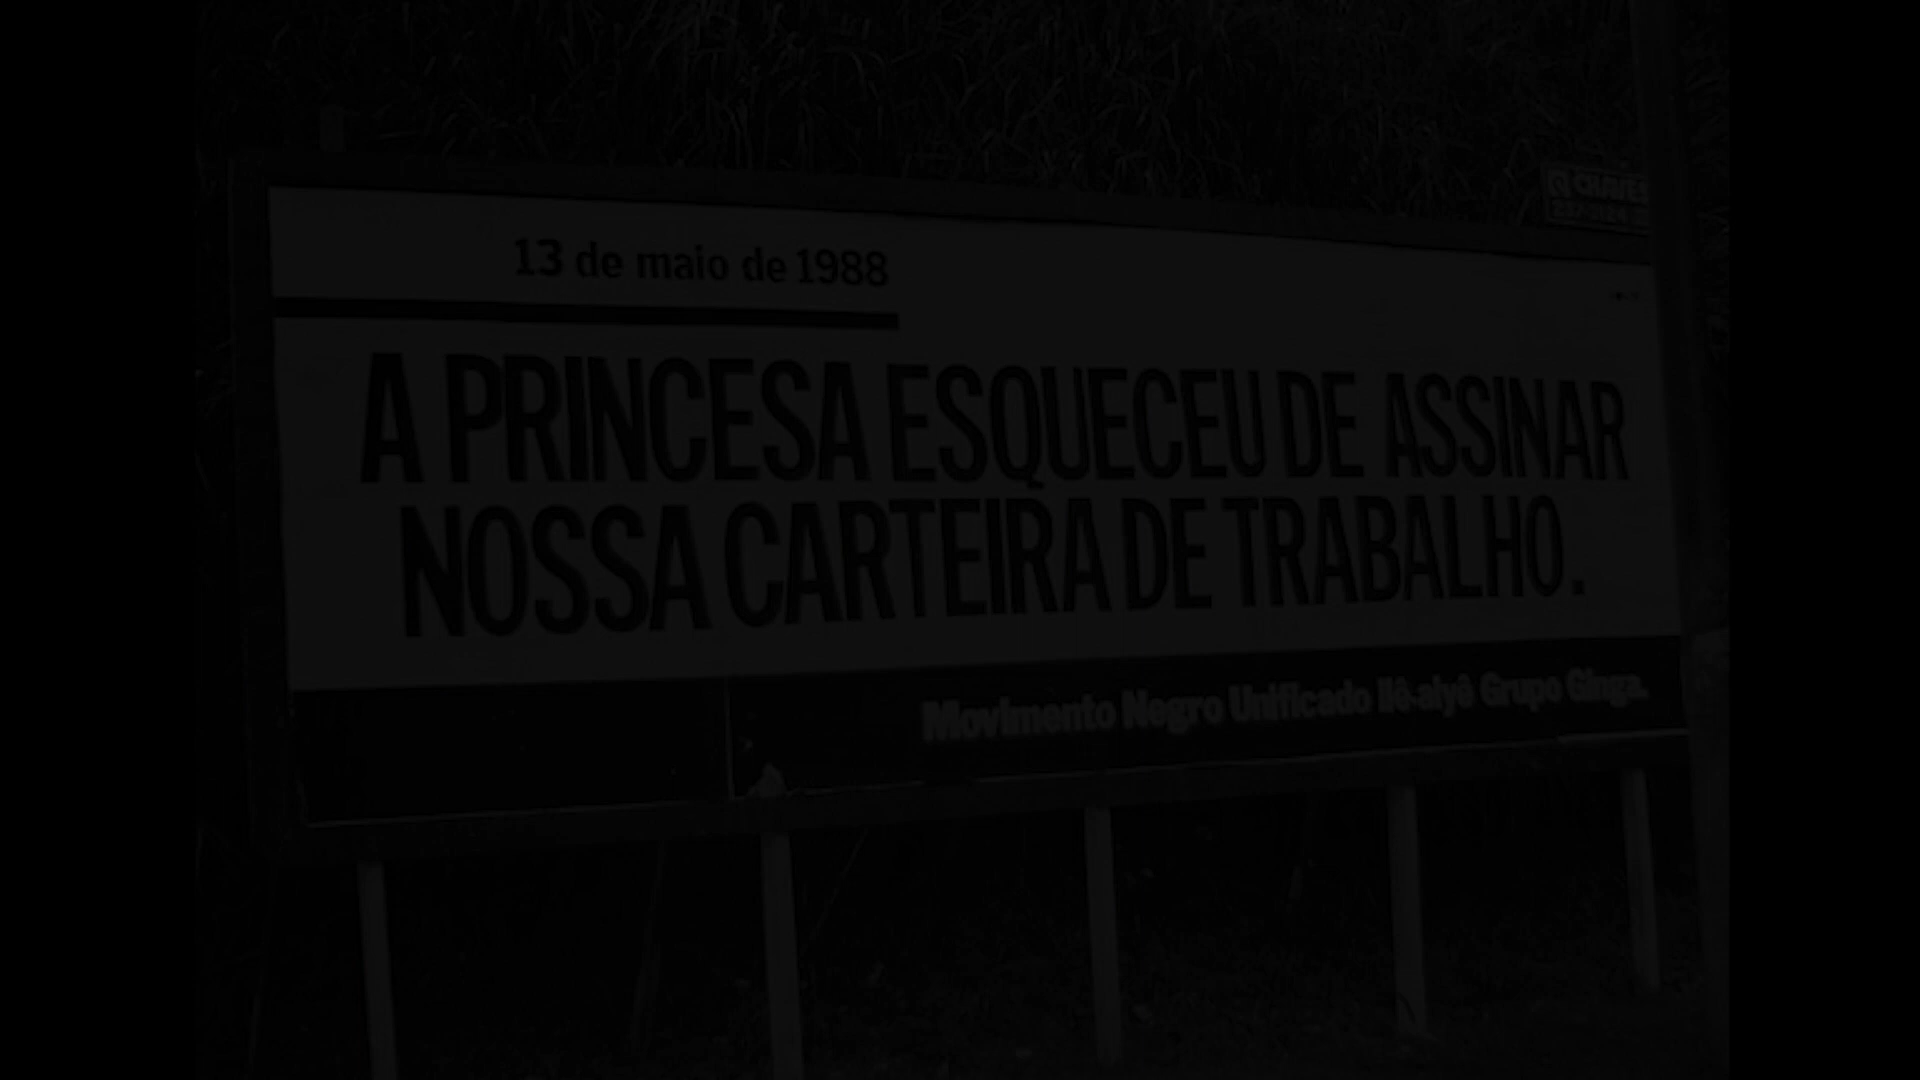 CHAVES
13 de maio de 1988
A PRINCESA ESQUECEU DE ASSINAR
NOSSA CARTEIRA DE TRABALHO.
Movimento Negro Unificado Ilê-aiyê Grupo Ginga.